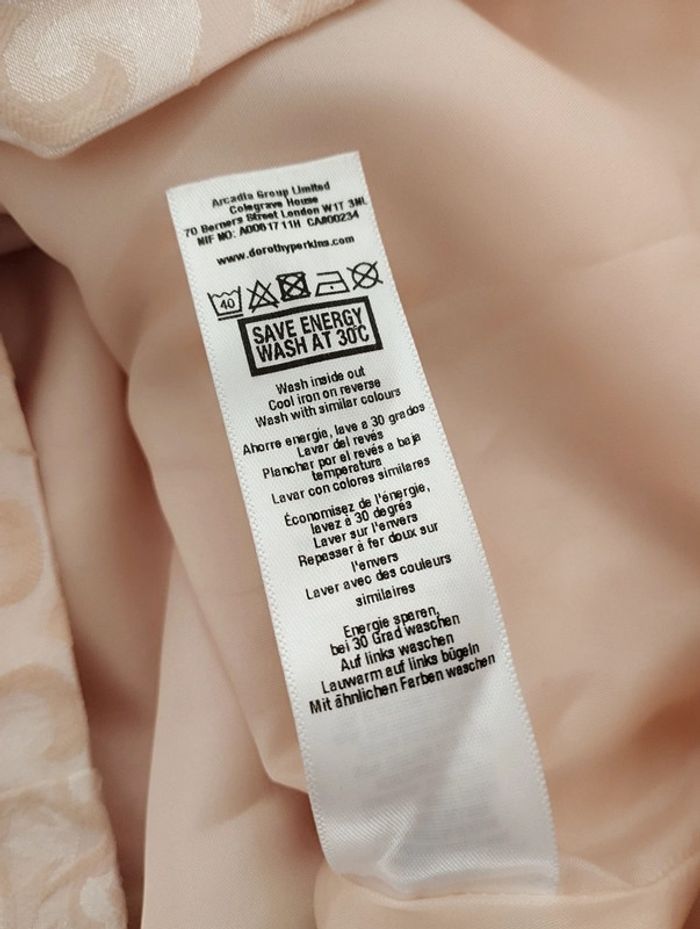 Arcadia Group Limited
Colegrave House
70 Berners Street London W1T 3NL
NIF NO: A0061711H CA#00234
www.dorothyperkins.com
40
SAVE ENERGY
WASH AT 30°C
Wash inside out
Cool iron on reverse
Wash with similar colours
Ahorre energia, lave a 30 grados
Lavar del revés
Planchar por el revés a baja
temperatura
Lavar con colores similares
Économisez de l'énergie,
lavez à 30 degrés
Laver sur l'envers
Repasser à fer doux sur
l'envers
Laver avec des couleurs
similaires
Energie sparen,
bei 30 Grad waschen
Auf links waschen
Lauwarm auf links bügeln
Mit ähnlichen Farben waschen